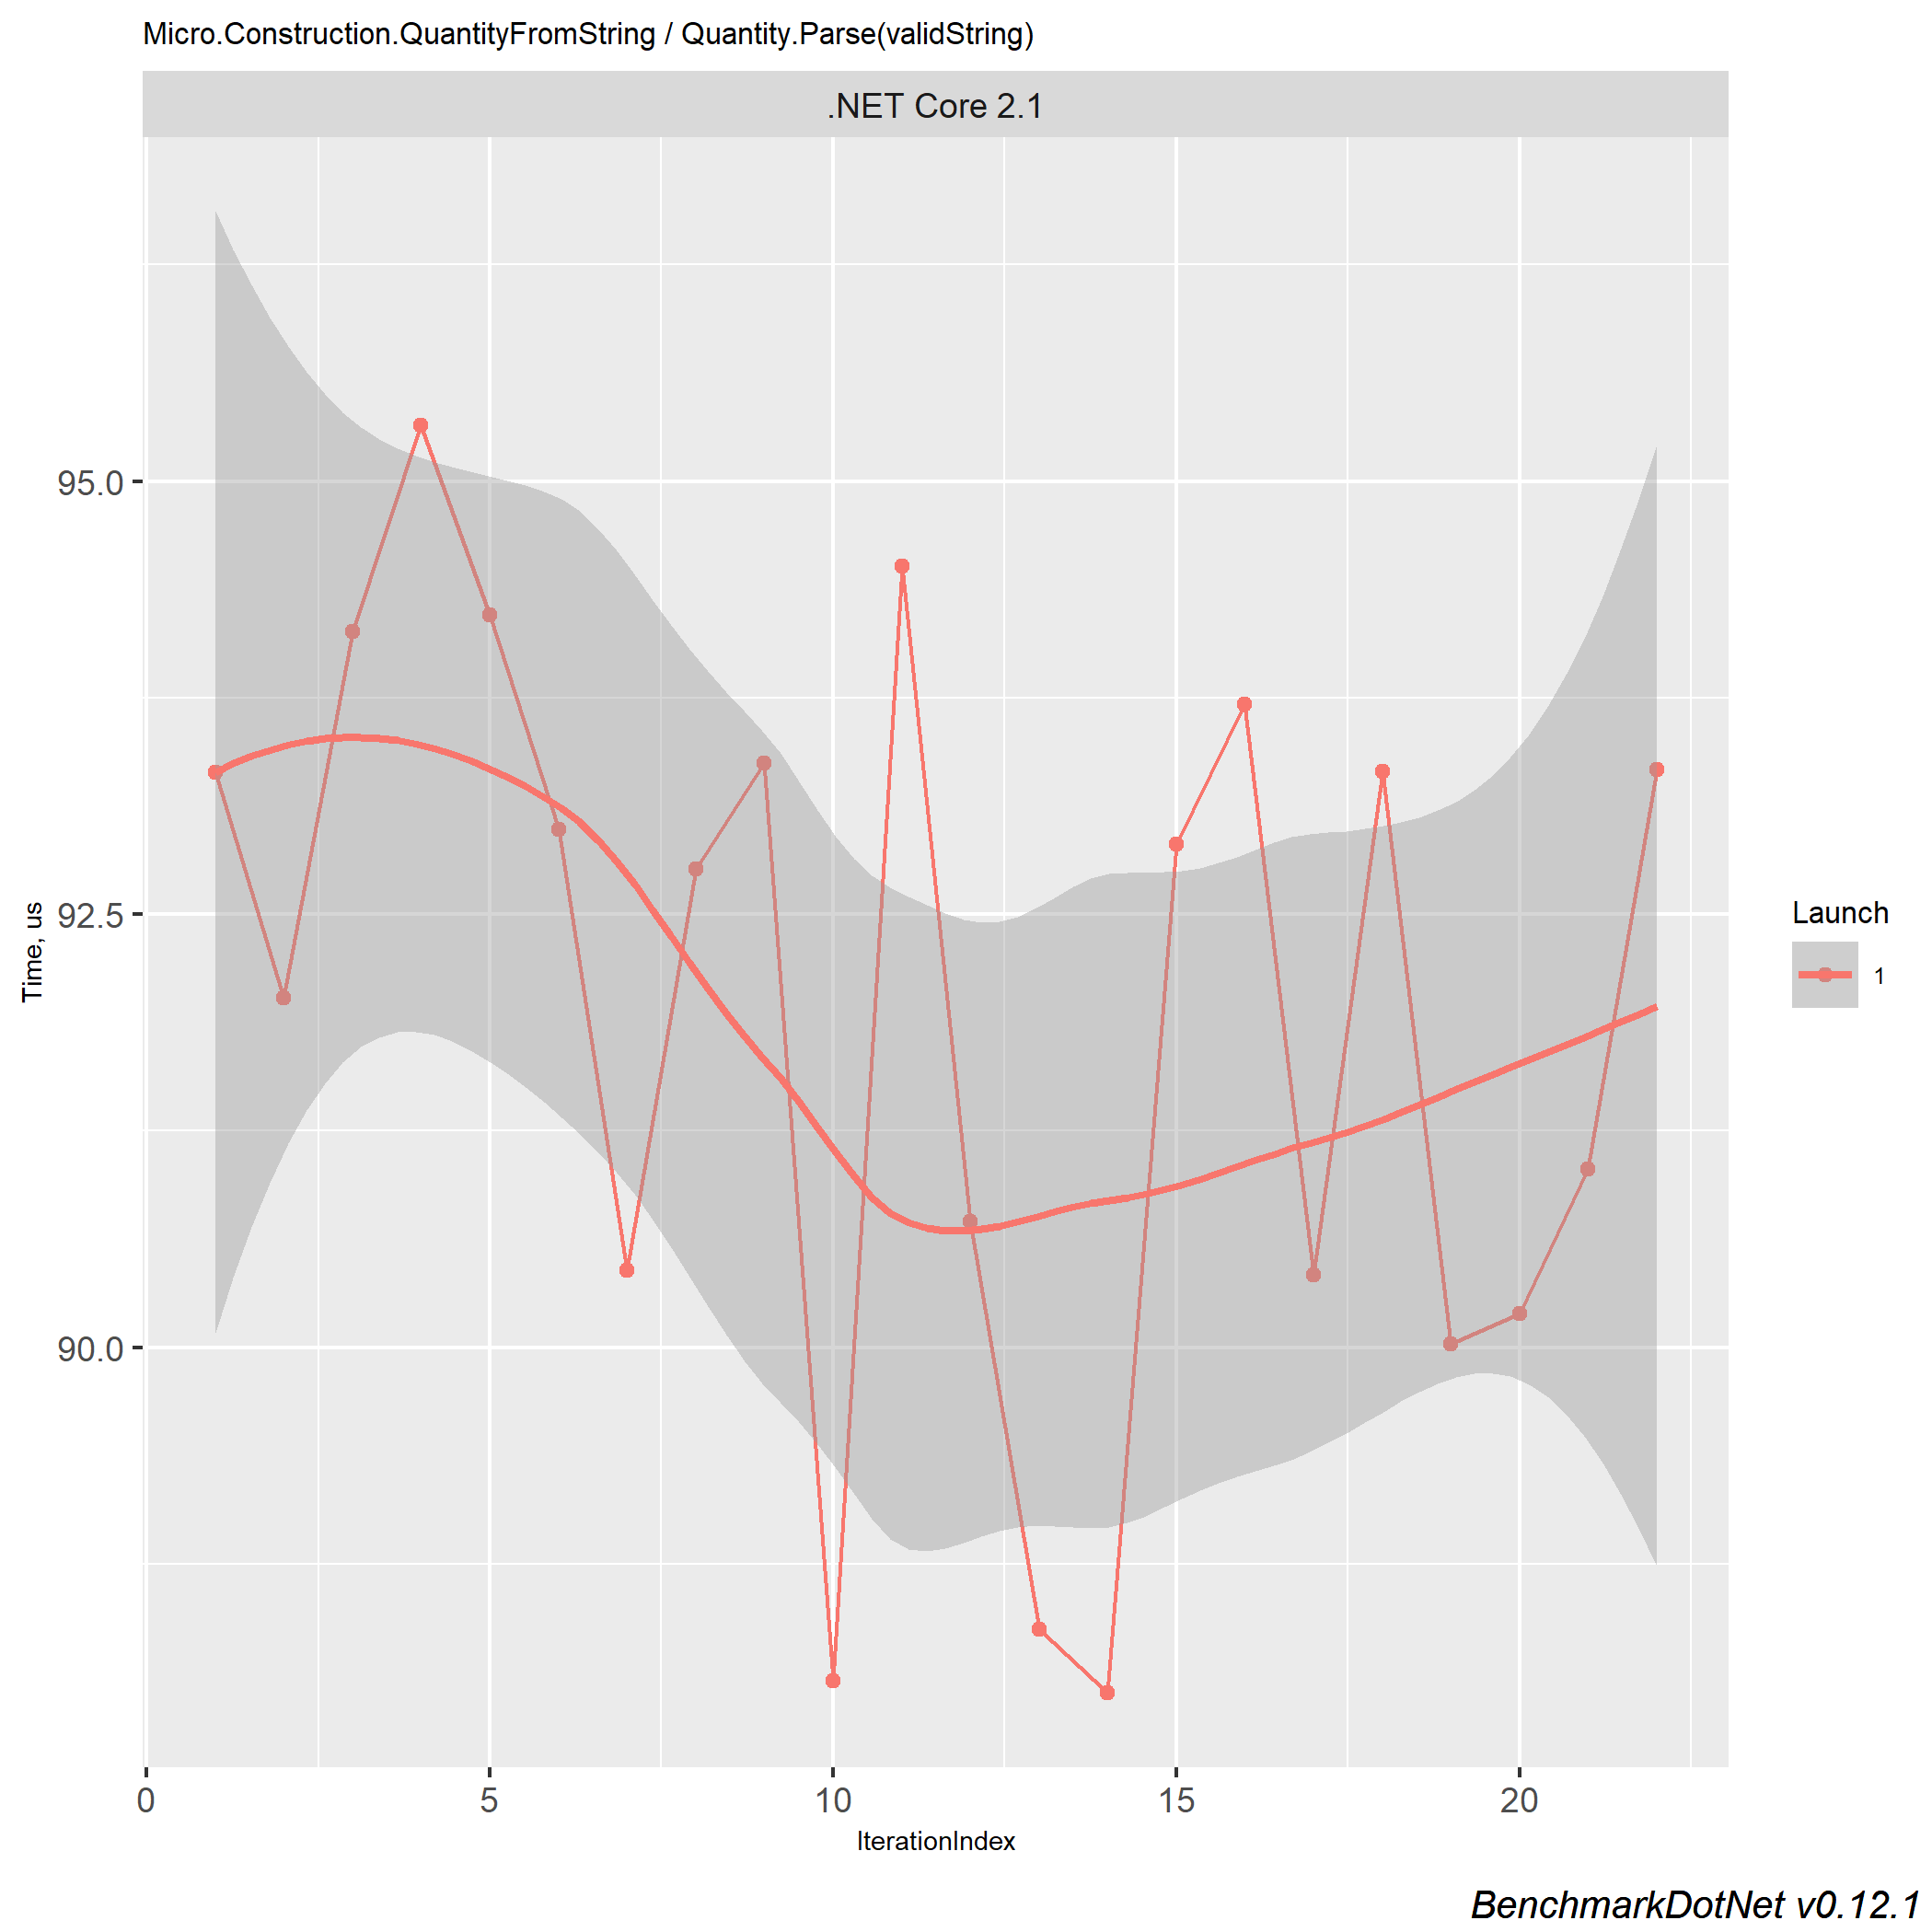 Micro.Construction.QuantityFromString / Quantity.Parse(validString)
.NET Core 2.1
95.0
92.5
90.0
Time, us
0 5 10 15 20
IterationIndex
Launch
1
BenchmarkDotNet v0.12.1